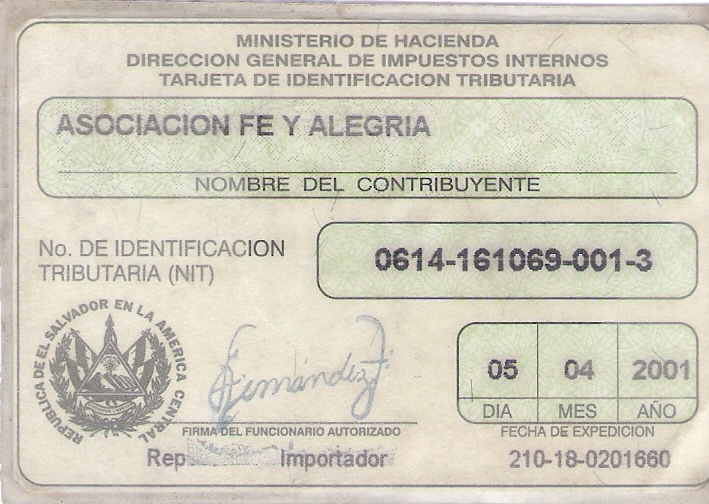 MINISTERIO DE HACIENDA
DIRECCION GENERAL DE IMPUESTOS INTERNOS
TARJETA DE IDENTIFICACION TRIBUTARIA
ASOCIACION FE Y ALEGRIA
NOMBRE DEL CONTRIBUYENTE
No. DE IDENTIFICACION
TRIBUTARIA (NIT)
0614-161069-001-3
REPUBLICA DE EL SALVADOR EN LA AMERICA CENTRAL
05 04 2001
DIA MES AÑO
FIRMA DEL FUNCIONARIO AUTORIZADO
FECHA DE EXPEDICION
Rep Importador
210-18-0201660